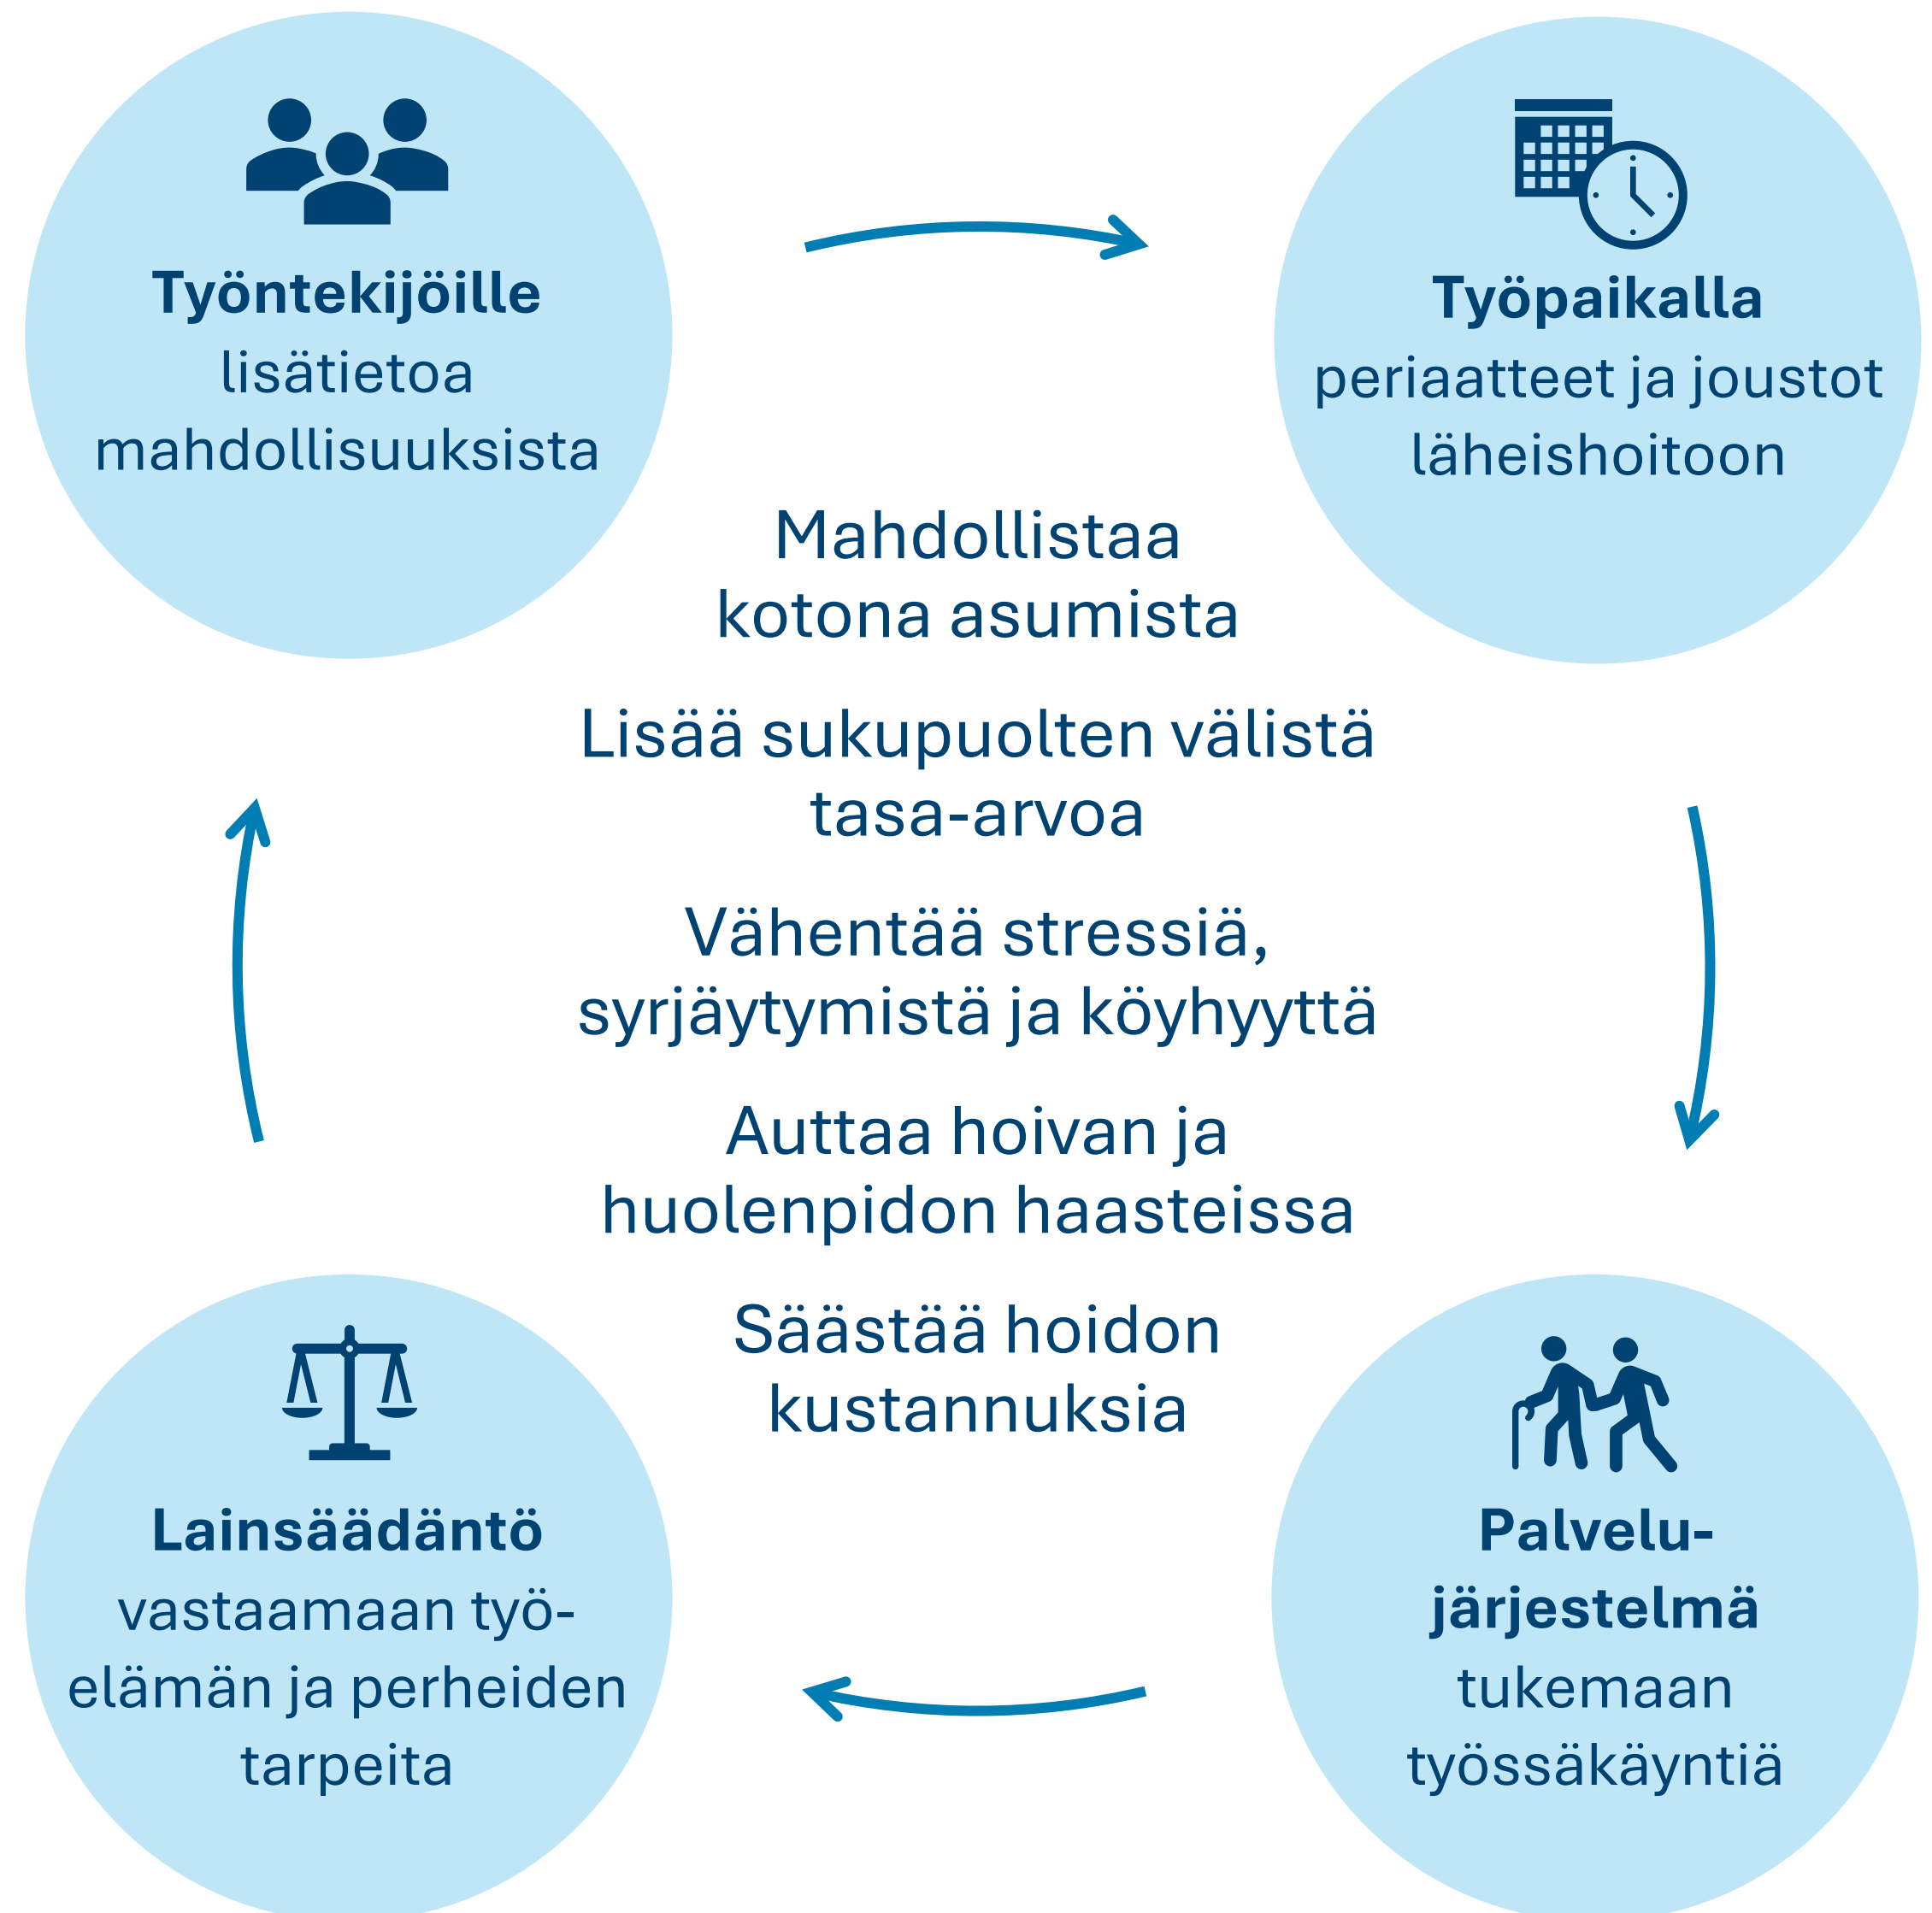 Työntekijöille
lisätietoa
mahdollisuuksista
Työpaikalla
periaatteet ja joustot
läheishoitoon
Mahdollistaa
kotona asumista
Lisää sukupuolten välistä
tasa-arvoa
Vähentää stressiä,
syrjäytymistä ja köyhyyttä
Auttaa hoivan ja
huolenpidon haasteissa
Säästää hoidon
kustannuksia
Lainsäädäntö
vastaamaan työ-
elämän ja perheiden
tarpeita
Palvelu-
järjestelmä
tukemaan
työssäkäyntiä